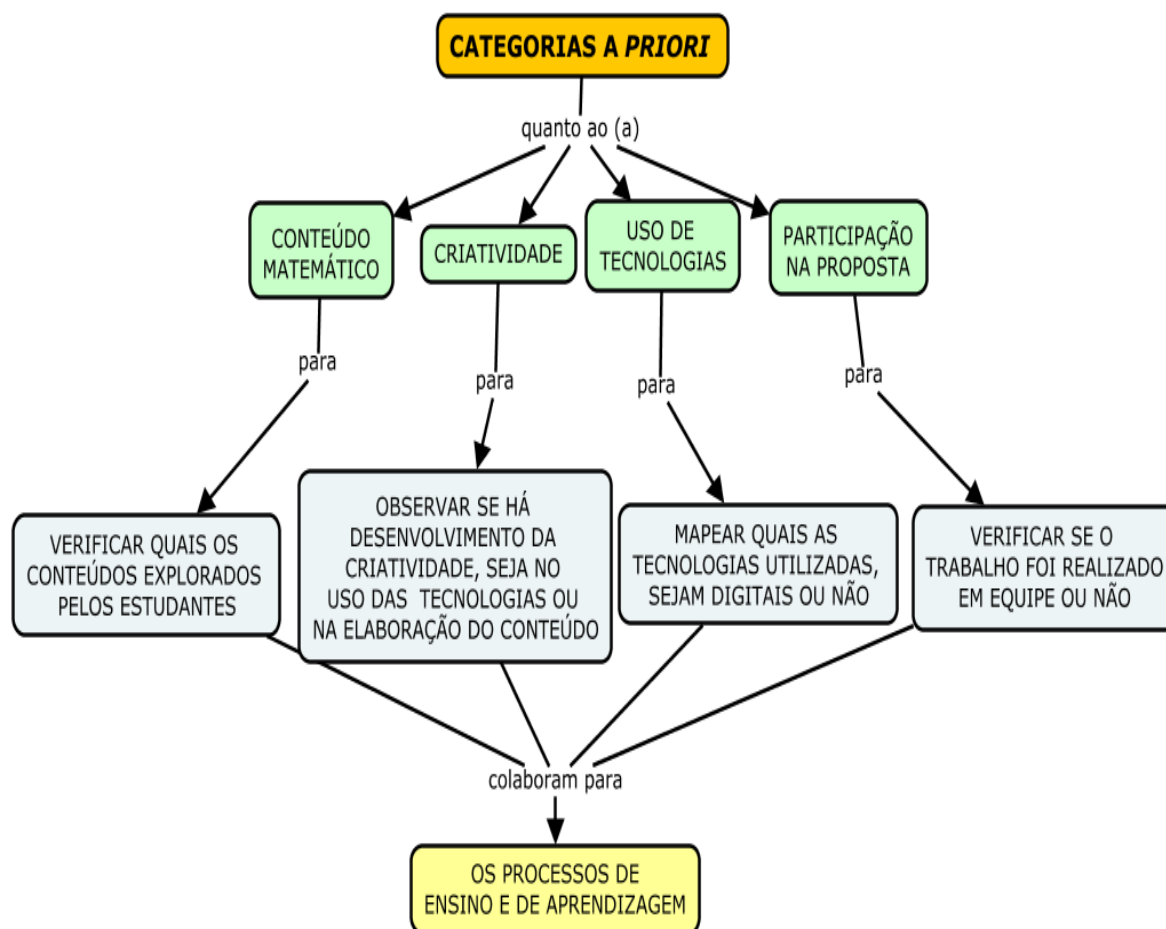 CATEGORIAS A PRIORI
quanto ao (a)
CONTEÚDO
MATEMÁTICO
CRIATIVIDADE
USO DE
TECNOLOGIAS
PARTICIPAÇÃO
NA PROPOSTA
para
para
para
para
VERIFICAR QUAIS OS
CONTEÚDOS EXPLORADOS
PELOS ESTUDANTES
OBSERVAR SE HÁ
DESENVOLVIMENTO DA
CRIATIVIDADE, SEJA NO
USO DAS TECNOLOGIAS OU
NA ELABORAÇÃO DO CONTEÚDO
MAPEAR QUAIS AS
TECNOLOGIAS UTILIZADAS,
SEJAM DIGITAIS OU NÃO
VERIFICAR SE O
TRABALHO FOI REALIZADO
EM EQUIPE OU NÃO
colaboram para
OS PROCESSOS DE
ENSINO E DE APRENDIZAGEM